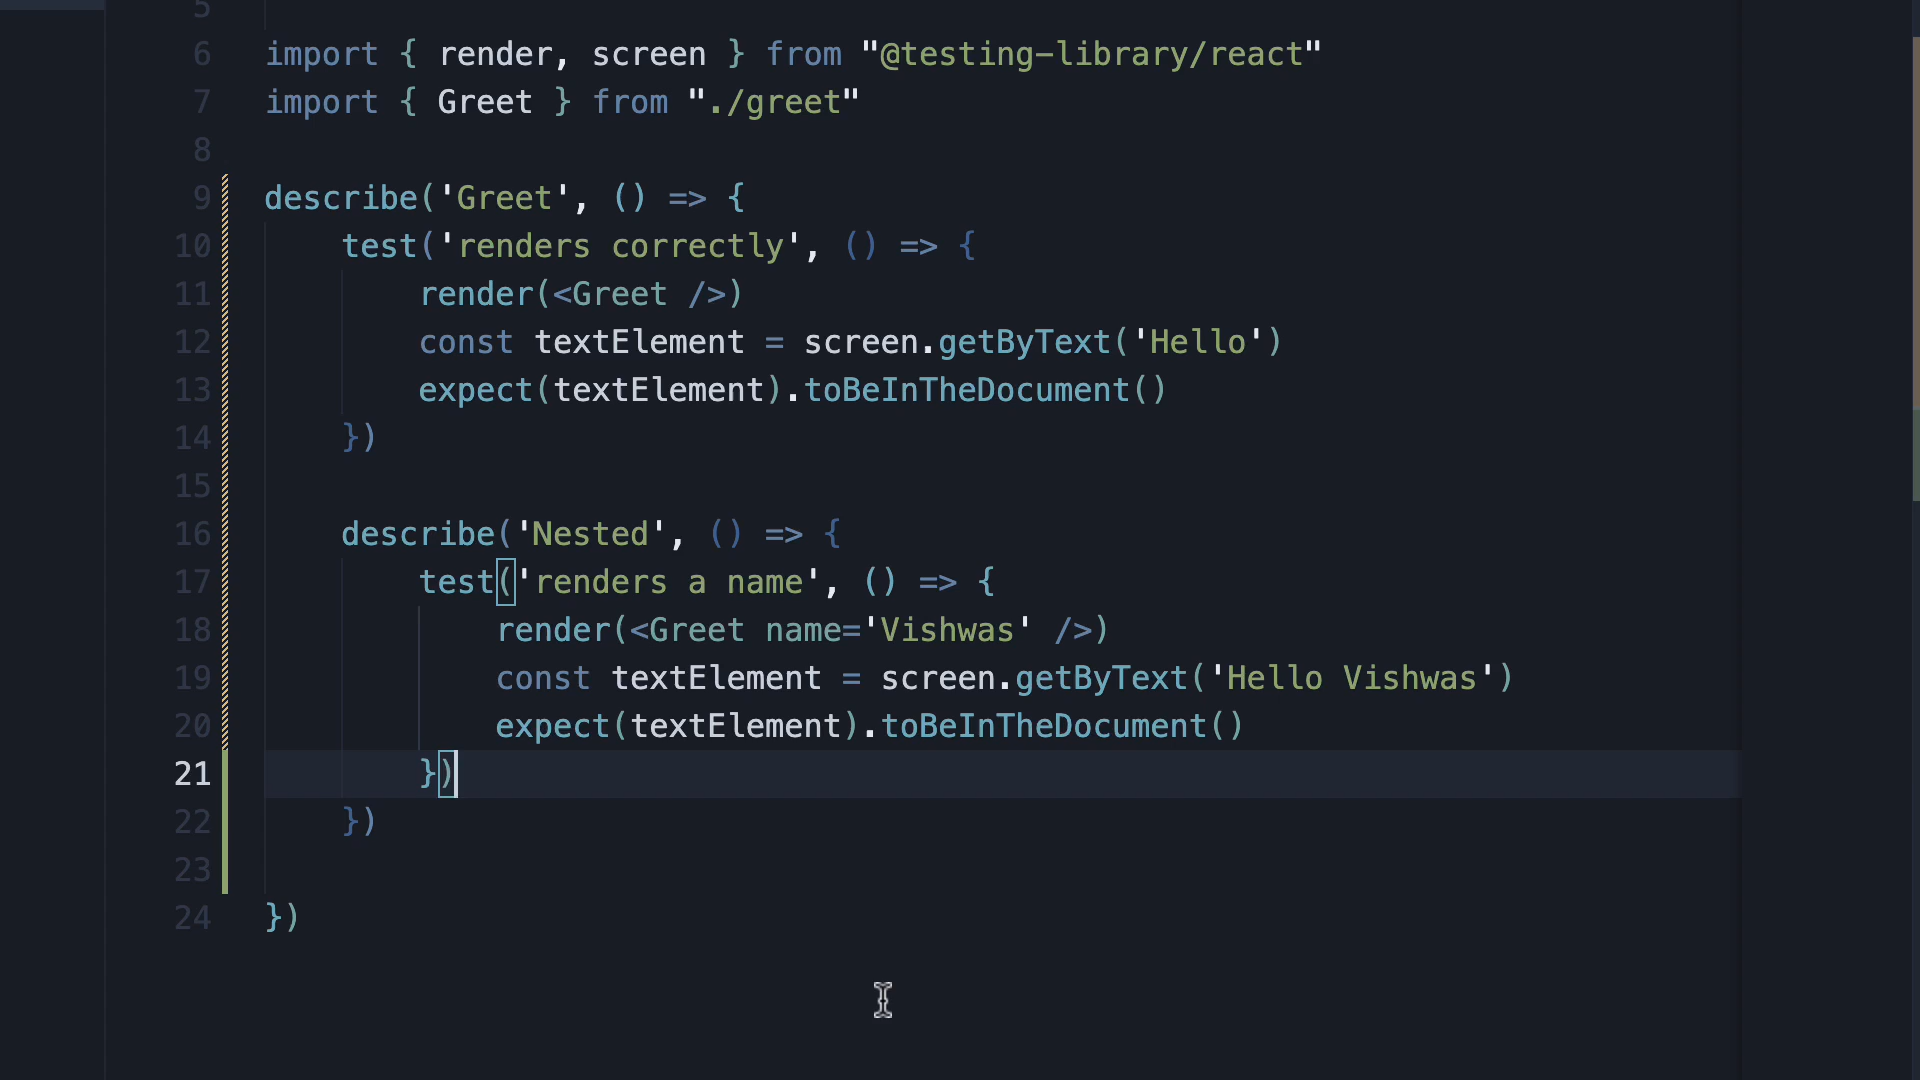 5
6 import { render, screen } from "@testing-library/react"
7 import { Greet } from "./greet"
8
9 describe('Greet', () => {
10 test('renders correctly', () => {
11 render(<Greet />)
12 const textElement = screen.getByText('Hello')
13 expect(textElement).toBeInTheDocument()
14 })
15
16 describe('Nested', () => {
17 test('renders a name', () => {
18 render(<Greet name='Vishwas' />)
19 const textElement = screen.getByText('Hello Vishwas')
20 expect(textElement).toBeInTheDocument()
21 })
22 })
23
24 })